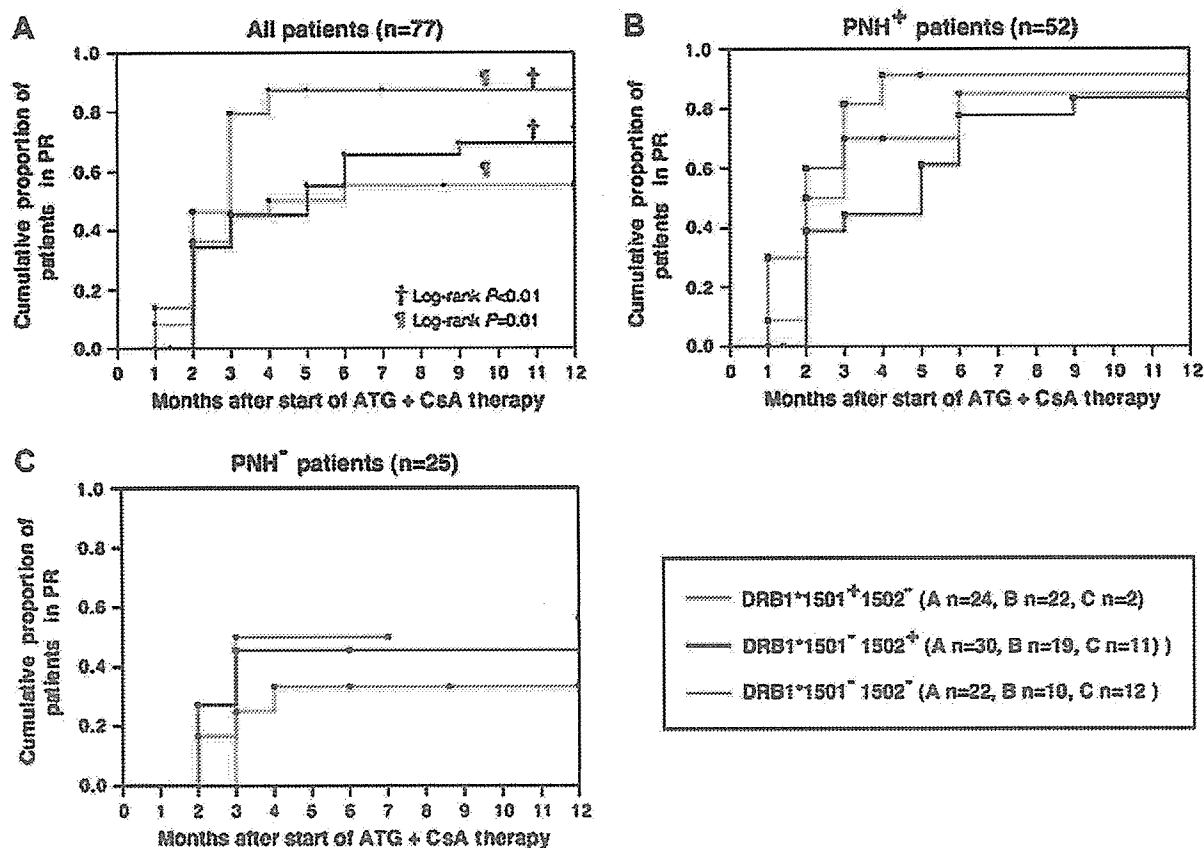 A
All patients (n=77)
Cumulative proportion of
patients in PR
1.0
0.8
0.6
0.4
0.2
0.0
¶ †
†
¶
† Log-rank P<0.01
¶ Log-rank P=0.01
0 1 2 3 4 5 6 7 8 9 10 11 12
Months after start of ATG + CsA therapy
B
PNH+ patients (n=52)
Cumulative proportion of
patients in PR
1.0
0.8
0.6
0.4
0.2
0.0
0 1 2 3 4 5 6 7 8 9 10 11 12
Months after start of ATG + CsA therapy
C
PNH- patients (n=25)
Cumulative proportion of
patients in PR
1.0
0.8
0.6
0.4
0.2
0.0
0 1 2 3 4 5 6 7 8 9 10 11 12
Months after start of ATG + CsA therapy
DRB1*1501+ 1502- (A n=24, B n=22, C n=2)
DRB1*1501- 1502+ (A n=30, B n=19, C n=11) )
DRB1*1501- 1502- (A n=22, B n=10, C n=12 )